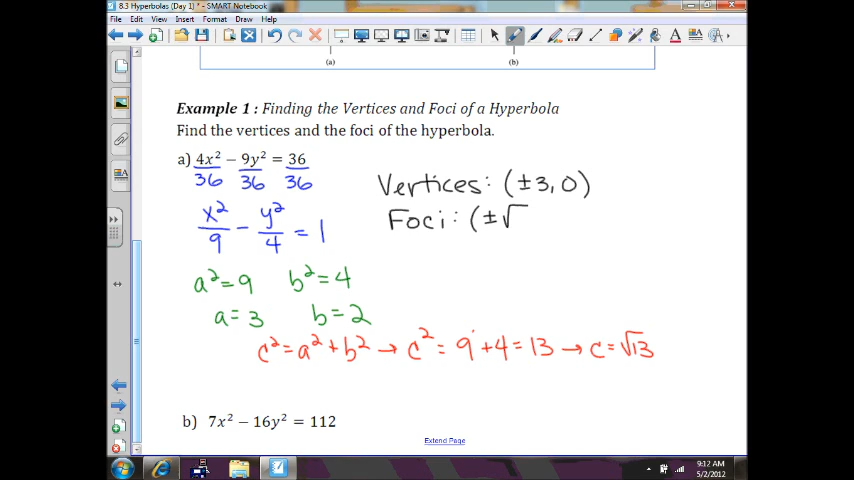 8.3 Hyperbolas (Day 1) * - SMART Notebook
File Edit View Insert Format Draw Help
(a) (b)
Example 1 : Finding the Vertices and Foci of a Hyperbola
Find the vertices and the foci of the hyperbola.
a) 4x² − 9y² = 36
36 36 36
Vertices: (±3, 0)
x²/9 − y²/4 = 1
Foci: (±√
a² = 9 b² = 4
a = 3 b = 2
c² = a² + b² → c² = 9 + 4 = 13 → c = √13
b) 7x² − 16y² = 112
Extend Page
9:12 AM
5/2/2012